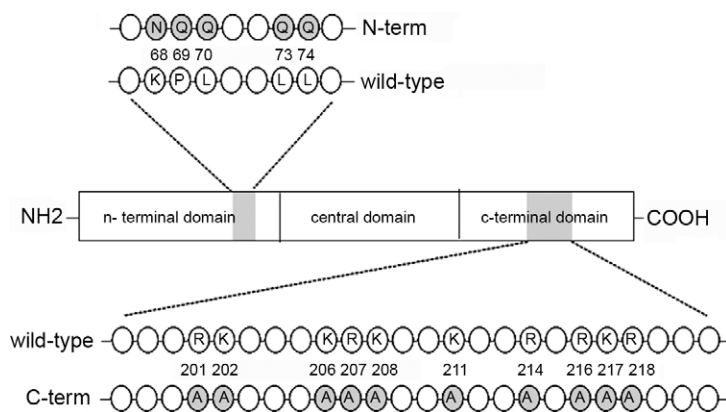 N Q Q Q Q N-term
68 69 70 73 74
K P L L L wild-type
NH2 n- terminal domain central domain c-terminal domain COOH
wild-type R K K R K K R R K R
201 202 206 207 208 211 214 216 217 218
C-term A A A A A A A A A A